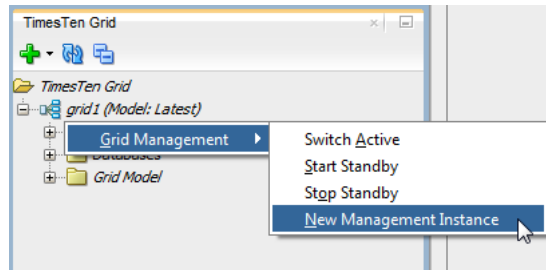 TimesTen Grid
TimesTen Grid
grid1 (Model: Latest)
Grid Management
Databases
Grid Model
Switch Active
Start Standby
Stop Standby
New Management Instance